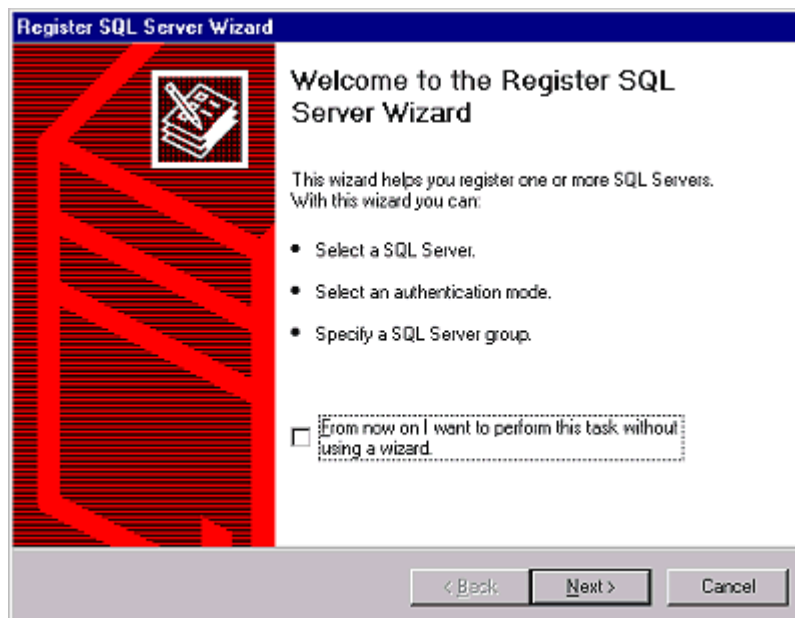 Register SQL Server Wizard
Welcome to the Register SQL
Server Wizard
This wizard helps you register one or more SQL Servers.
With this wizard you can:
• Select a SQL Server.
• Select an authentication mode.
• Specify a SQL Server group.
From now on I want to perform this task without
using a wizard.
< Back Next > Cancel